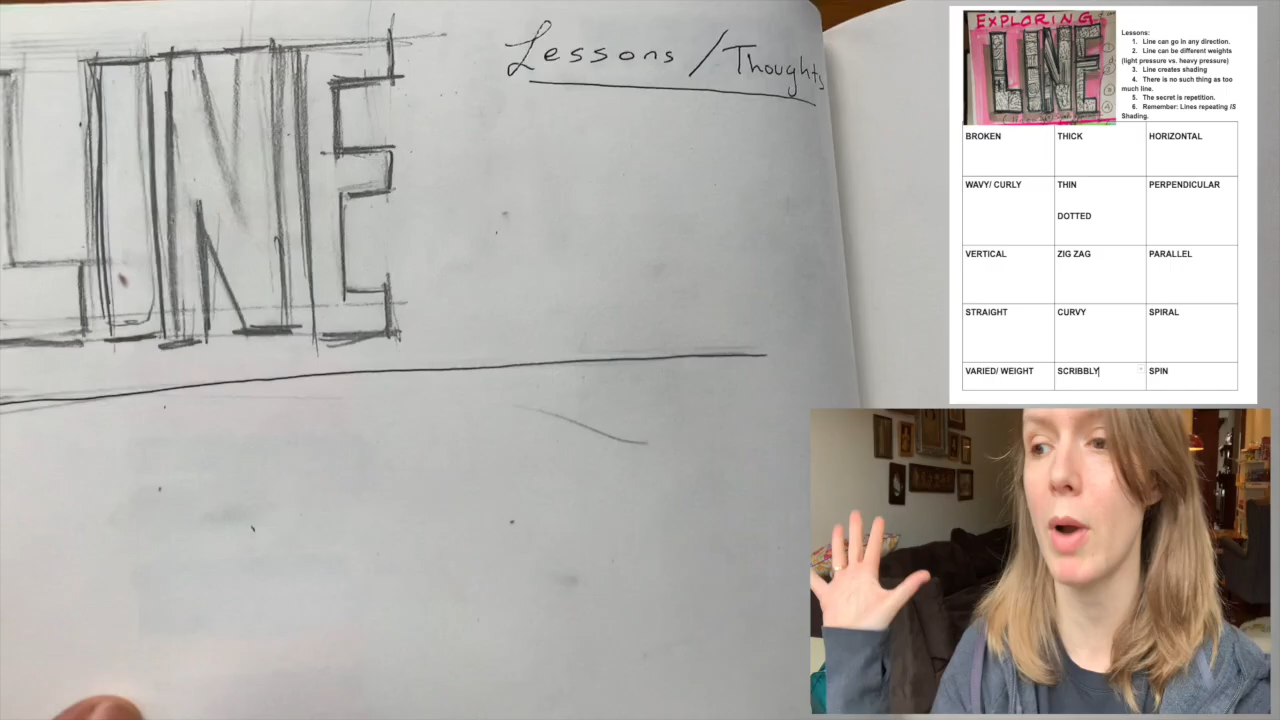 LINE
Lessons / Thoughts
EXPLORING
LINE
Lessons:
1. Line can go in any direction.
2. Line can be different weights
(light pressure vs. heavy pressure)
3. Line creates shading
4. There is no such thing as too
much line.
5. The secret is repetition.
6. Remember: Lines repeating IS
Shading.
BROKEN
THICK
HORIZONTAL
WAVY/ CURLY
THIN
PERPENDICULAR
DOTTED
VERTICAL
ZIG ZAG
PARALLEL
STRAIGHT
CURVY
SPIRAL
VARIED/ WEIGHT
SCRIBBLY
SPIN